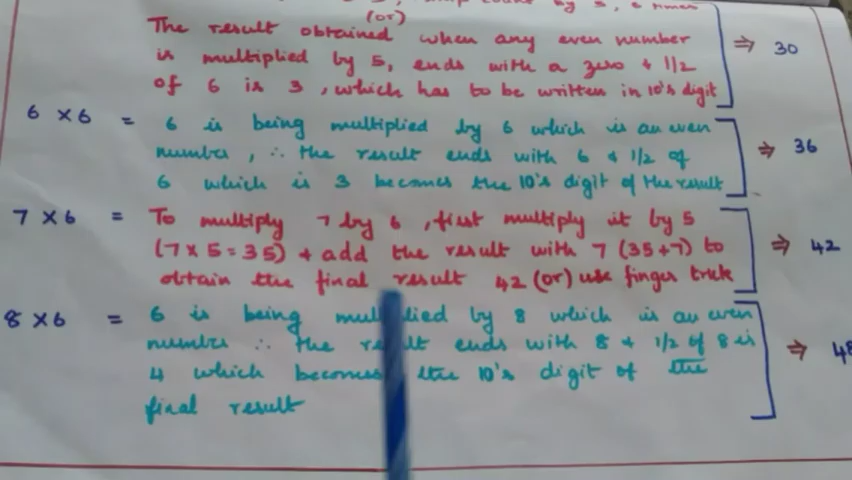 by 5, 6 times
(or)
The result obtained when any even number
is multiplied by 5, ends with a zero & 1/2 ⇒ 30
of 6 is 3, which has to be written in 10's digit
6 × 6 = 6 is being multiplied by 6 which is an even
number, ∴ the result ends with 6 & 1/2 of ⇒ 36
6 which is 3 becomes the 10's digit of the result
7 × 6 = To multiply 7 by 6, first multiply it by 5
(7 × 5 = 35) + add the result with 7 (35+7) to ⇒ 42
obtain the final result 42 (or) use finger trick
8 × 6 = 6 is being multiplied by 8 which is an even
number ∴ the result ends with 8 & 1/2 of 8 is ⇒ 48
4 which becomes the 10's digit of the
final result